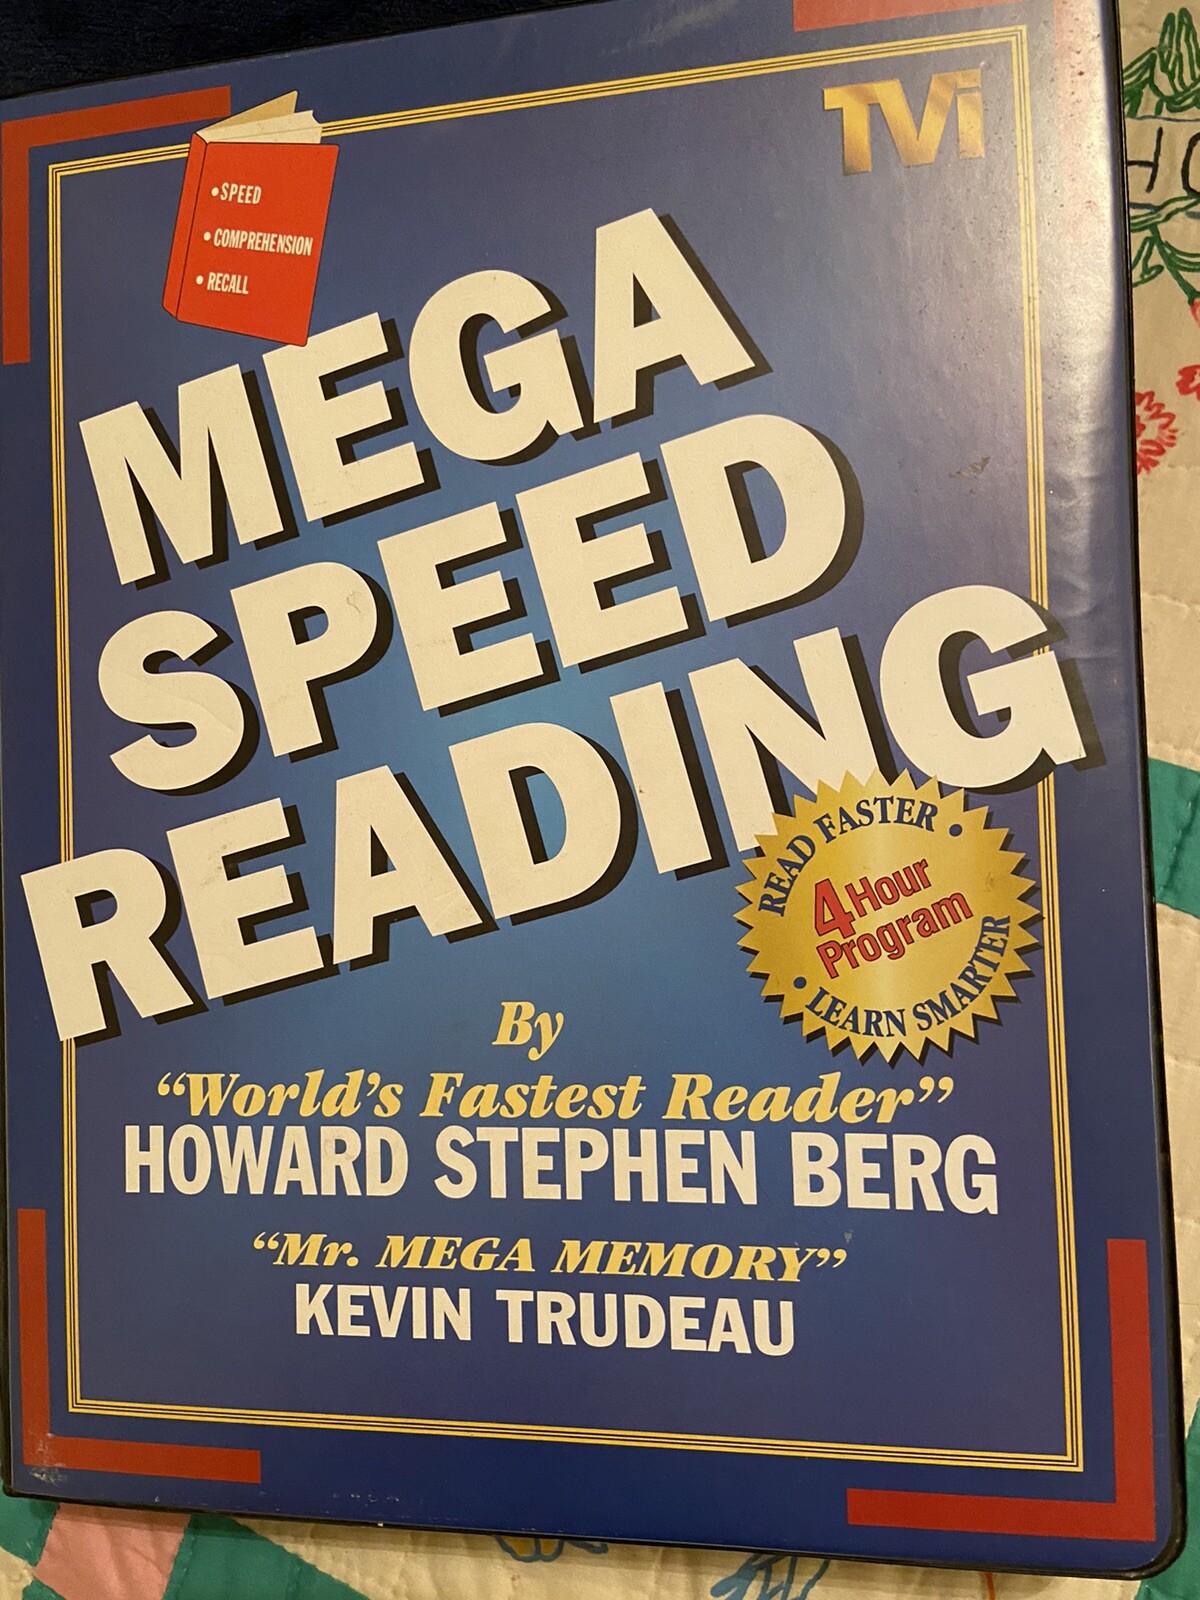 TVi
•SPEED
•COMPREHENSION
•RECALL
MEGA
SPEED
READING
READ FASTER •
4 Hour
Program
• LEARN SMARTER
By
“World’s Fastest Reader”
HOWARD STEPHEN BERG
“Mr. MEGA MEMORY”
KEVIN TRUDEAU